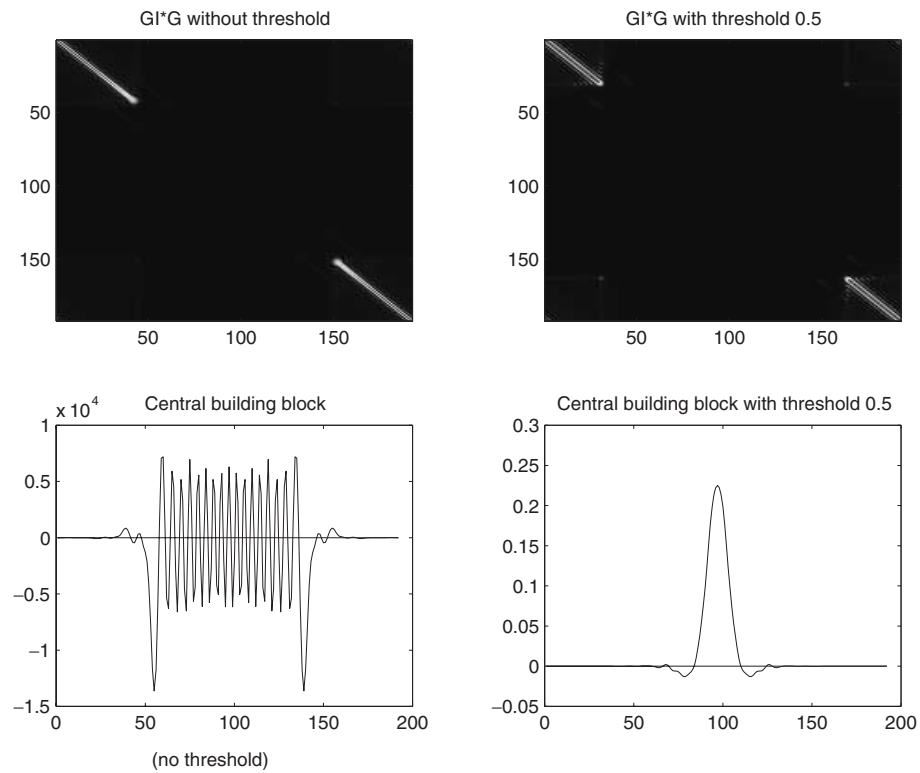 GI*G without threshold
50
100
150
50 100 150
GI*G with threshold 0.5
50
100
150
50 100 150
Central building block
x 10^4
1
0.5
0
−0.5
−1
−1.5
0 50 100 150 200
(no threshold)
Central building block with threshold 0.5
0.3
0.25
0.2
0.15
0.1
0.05
0
−0.05
0 50 100 150 200